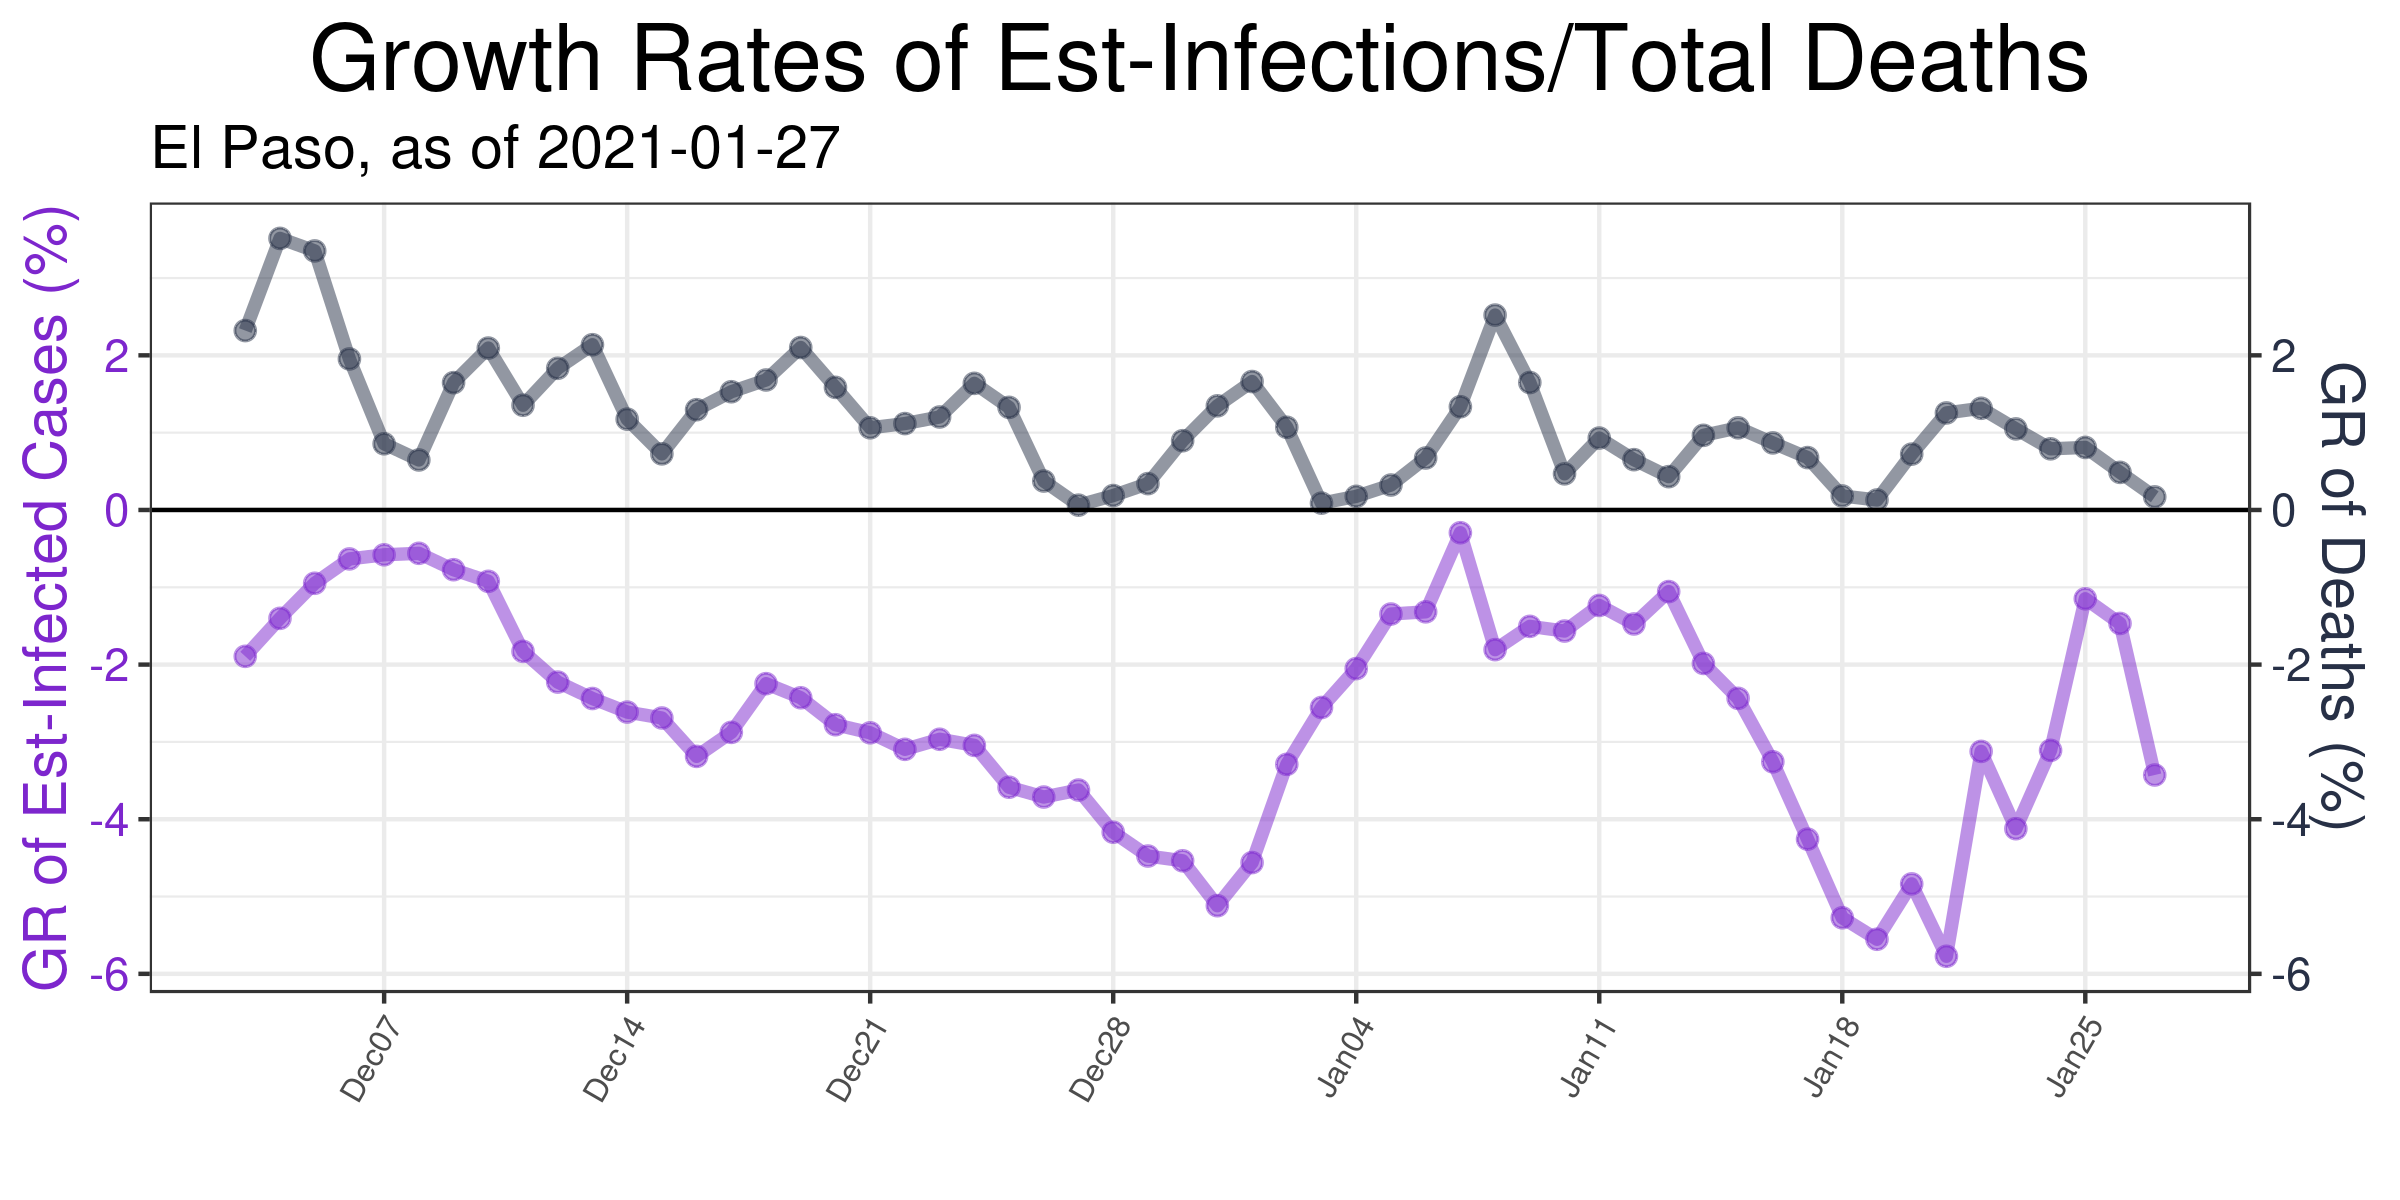 Growth Rates of Est-Infections/Total Deaths
El Paso, as of 2021-01-27
GR of Est-Infected Cases (%)
2
0
-2
-4
-6
2
0
-2
-4
-6
GR of Deaths (%)
Dec07
Dec14
Dec21
Dec28
Jan04
Jan11
Jan18
Jan25